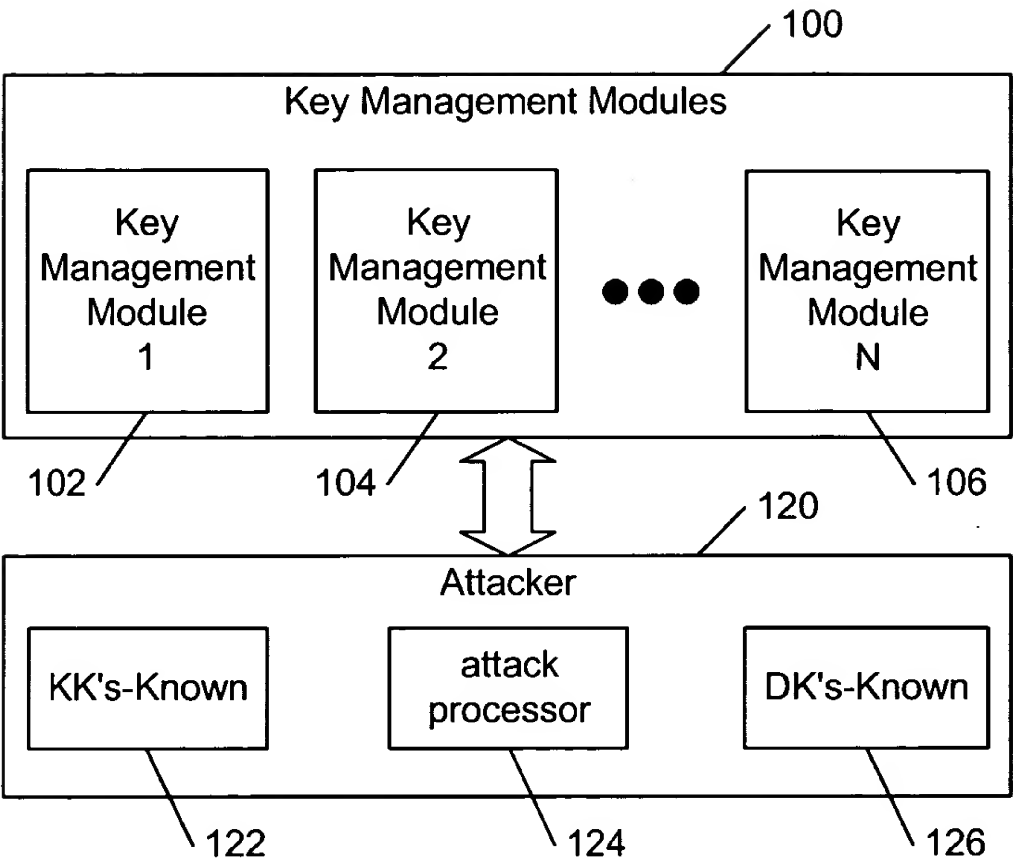 100
Key Management Modules
Key
Management
Module
1
Key
Management
Module
2
Key
Management
Module
N
102
104
106
120
Attacker
KK's-Known
attack
processor
DK's-Known
122
124
126